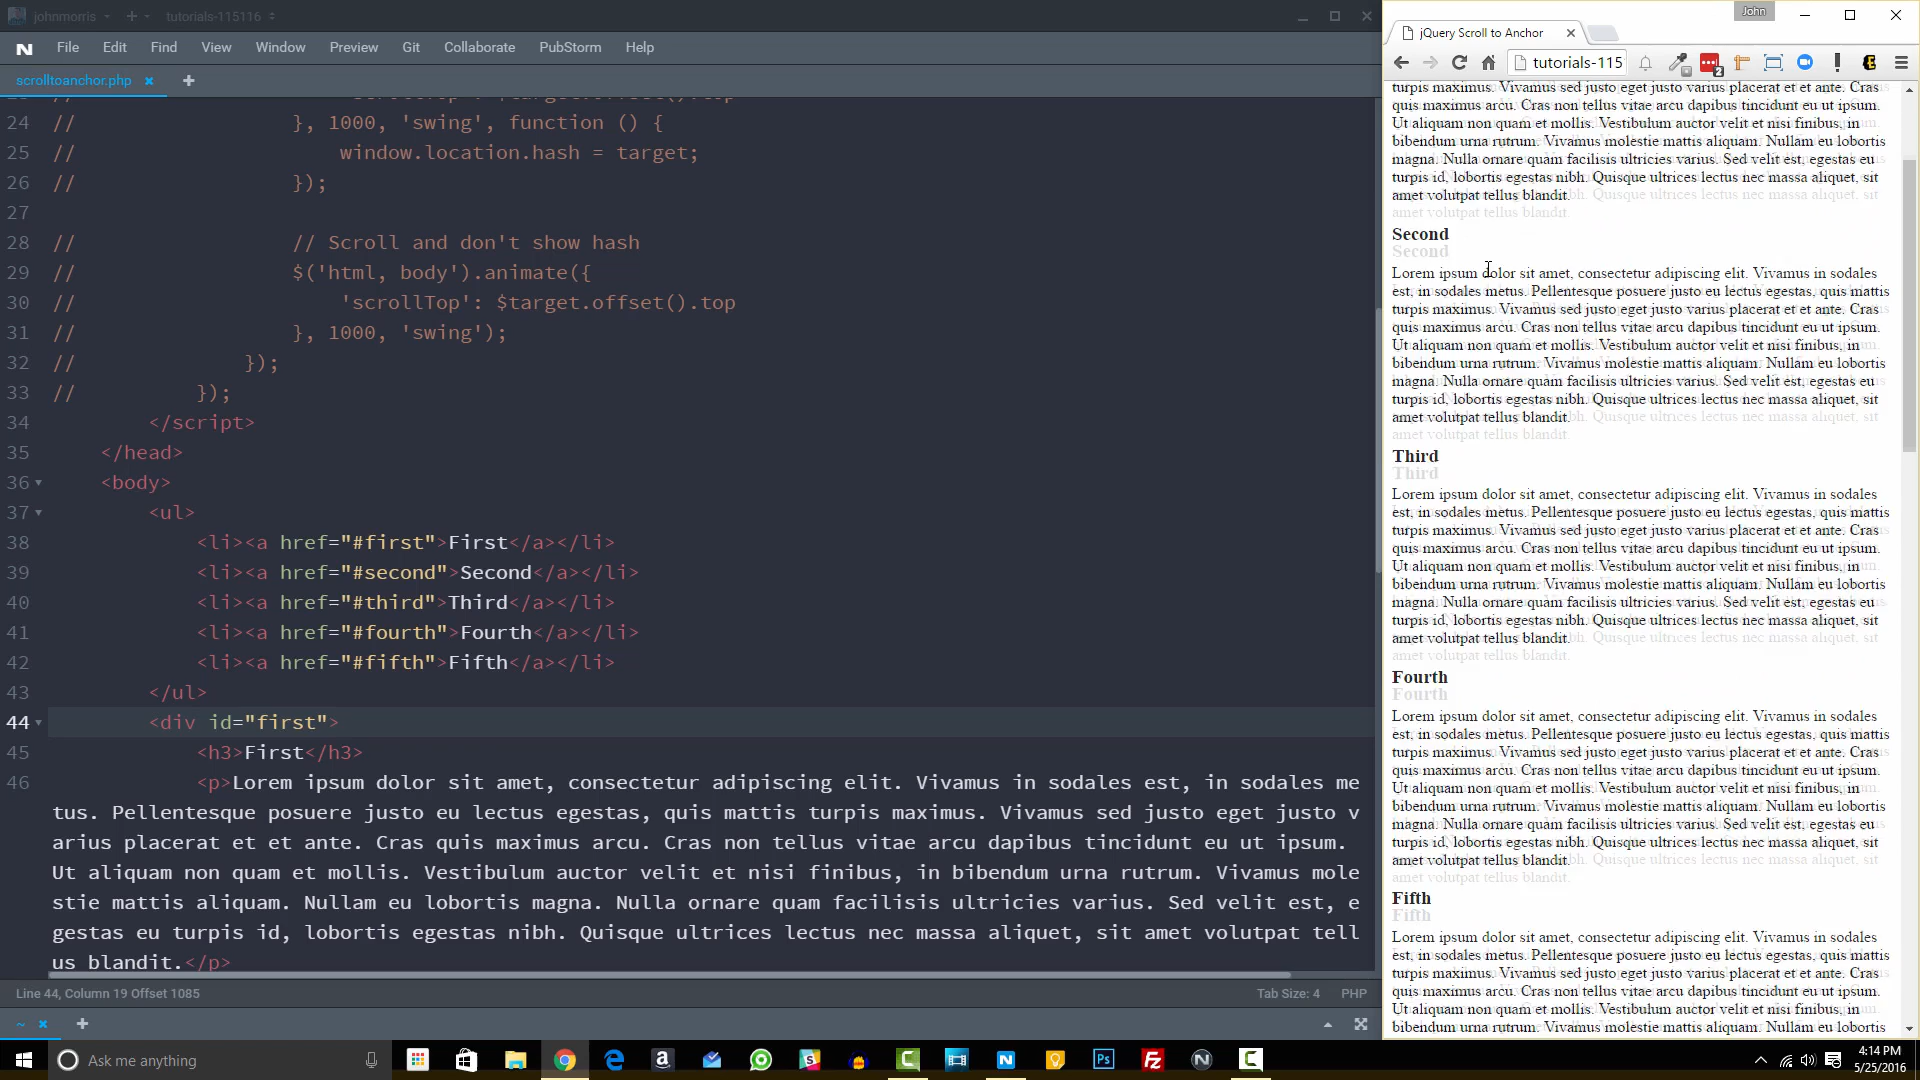 johnmorris
tutorials-115116
File Edit Find View Window Preview Git Collaborate PubStorm Help
scrolltoanchor.php
24 // }, 1000, 'swing', function () {
25 // window.location.hash = target;
26 // });
27
28 // // Scroll and don't show hash
29 // $('html, body').animate({
30 // 'scrollTop': $target.offset().top
31 // }, 1000, 'swing');
32 // });
33 // });
34 </script>
35 </head>
36 <body>
37 <ul>
38 <li><a href="#first">First</a></li>
39 <li><a href="#second">Second</a></li>
40 <li><a href="#third">Third</a></li>
41 <li><a href="#fourth">Fourth</a></li>
42 <li><a href="#fifth">Fifth</a></li>
43 </ul>
44 <div id="first">
45 <h3>First</h3>
46 <p>Lorem ipsum dolor sit amet, consectetur adipiscing elit. Vivamus in sodales est, in sodales me
tus. Pellentesque posuere justo eu lectus egestas, quis mattis turpis maximus. Vivamus sed justo eget justo v
arius placerat et et ante. Cras quis maximus arcu. Cras non tellus vitae arcu dapibus tincidunt eu ut ipsum.
Ut aliquam non quam et mollis. Vestibulum auctor velit et nisi finibus, in bibendum urna rutrum. Vivamus mole
stie mattis aliquam. Nullam eu lobortis magna. Nulla ornare quam facilisis ultricies varius. Sed velit est, e
gestas eu turpis id, lobortis egestas nibh. Quisque ultrices lectus nec massa aliquet, sit amet volutpat tell
us blandit.</p>
Line 44, Column 19 Offset 1085
Tab Size: 4 PHP
~
John
jQuery Scroll to Anchor
tutorials-115
turpis maximus. Vivamus sed justo eget justo varius placerat et et ante. Cras
quis maximus arcu. Cras non tellus vitae arcu dapibus tincidunt eu ut ipsum.
Ut aliquam non quam et mollis. Vestibulum auctor velit et nisi finibus, in
bibendum urna rutrum. Vivamus molestie mattis aliquam. Nullam eu lobortis
magna. Nulla ornare quam facilisis ultricies varius. Sed velit est, egestas eu
turpis id, lobortis egestas nibh. Quisque ultrices lectus nec massa aliquet, sit
amet volutpat tellus blandit.
Second
Lorem ipsum dolor sit amet, consectetur adipiscing elit. Vivamus in sodales
est, in sodales metus. Pellentesque posuere justo eu lectus egestas, quis mattis
turpis maximus. Vivamus sed justo eget justo varius placerat et et ante. Cras
quis maximus arcu. Cras non tellus vitae arcu dapibus tincidunt eu ut ipsum.
Ut aliquam non quam et mollis. Vestibulum auctor velit et nisi finibus, in
bibendum urna rutrum. Vivamus molestie mattis aliquam. Nullam eu lobortis
magna. Nulla ornare quam facilisis ultricies varius. Sed velit est, egestas eu
turpis id, lobortis egestas nibh. Quisque ultrices lectus nec massa aliquet, sit
amet volutpat tellus blandit.
Third
Lorem ipsum dolor sit amet, consectetur adipiscing elit. Vivamus in sodales
est, in sodales metus. Pellentesque posuere justo eu lectus egestas, quis mattis
turpis maximus. Vivamus sed justo eget justo varius placerat et et ante. Cras
quis maximus arcu. Cras non tellus vitae arcu dapibus tincidunt eu ut ipsum.
Ut aliquam non quam et mollis. Vestibulum auctor velit et nisi finibus, in
bibendum urna rutrum. Vivamus molestie mattis aliquam. Nullam eu lobortis
magna. Nulla ornare quam facilisis ultricies varius. Sed velit est, egestas eu
turpis id, lobortis egestas nibh. Quisque ultrices lectus nec massa aliquet, sit
amet volutpat tellus blandit.
Fourth
Lorem ipsum dolor sit amet, consectetur adipiscing elit. Vivamus in sodales
est, in sodales metus. Pellentesque posuere justo eu lectus egestas, quis mattis
turpis maximus. Vivamus sed justo eget justo varius placerat et et ante. Cras
quis maximus arcu. Cras non tellus vitae arcu dapibus tincidunt eu ut ipsum.
Ut aliquam non quam et mollis. Vestibulum auctor velit et nisi finibus, in
bibendum urna rutrum. Vivamus molestie mattis aliquam. Nullam eu lobortis
magna. Nulla ornare quam facilisis ultricies varius. Sed velit est, egestas eu
turpis id, lobortis egestas nibh. Quisque ultrices lectus nec massa aliquet, sit
amet volutpat tellus blandit.
Fifth
Lorem ipsum dolor sit amet, consectetur adipiscing elit. Vivamus in sodales
est, in sodales metus. Pellentesque posuere justo eu lectus egestas, quis mattis
turpis maximus. Vivamus sed justo eget justo varius placerat et et ante. Cras
quis maximus arcu. Cras non tellus vitae arcu dapibus tincidunt eu ut ipsum.
Ut aliquam non quam et mollis. Vestibulum auctor velit et nisi finibus, in
bibendum urna rutrum. Vivamus molestie mattis aliquam. Nullam eu lobortis
Ask me anything
4:14 PM
5/25/2016